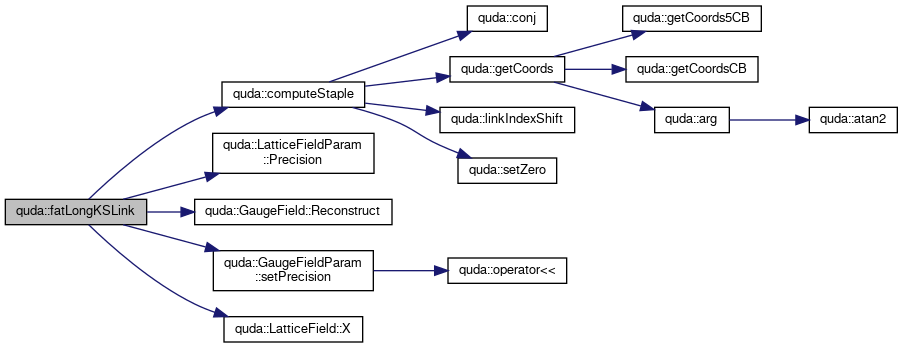 quda::fatLongKSLink
quda::computeStaple
quda::conj
quda::getCoords
quda::getCoords5CB
quda::getCoordsCB
quda::arg
quda::atan2
quda::linkIndexShift
quda::setZero
quda::LatticeFieldParam
::Precision
quda::GaugeField::Reconstruct
quda::GaugeFieldParam
::setPrecision
quda::operator<<
quda::LatticeField::X